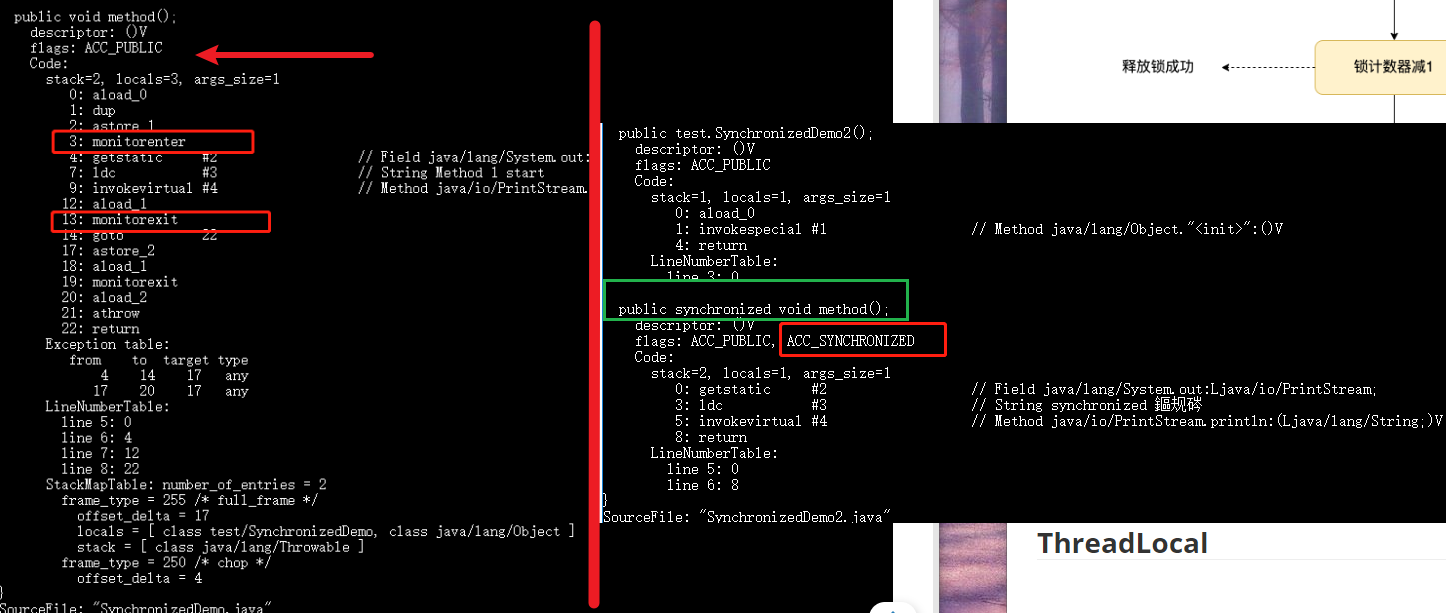 public void method();
descriptor: ()V
flags: ACC_PUBLIC
Code:
stack=2, locals=3, args_size=1
0: aload_0
1: dup
2: astore_1
3: monitorenter
4: getstatic #2 // Field java/lang/System.out:
7: ldc #3 // String Method 1 start
9: invokevirtual #4 // Method java/io/PrintStream.
12: aload_1
13: monitorexit
14: goto 22
17: astore_2
18: aload_1
19: monitorexit
20: aload_2
21: athrow
22: return
Exception table:
from to target type
4 14 17 any
17 20 17 any
LineNumberTable:
line 5: 0
line 6: 4
line 7: 12
line 8: 22
StackMapTable: number_of_entries = 2
frame_type = 255 /* full_frame */
offset_delta = 17
locals = [ class test/SynchronizedDemo, class java/lang/Object ]
stack = [ class java/lang/Throwable ]
frame_type = 250 /* chop */
offset_delta = 4
}
SourceFile: "SynchronizedDemo.java"
释放锁成功
锁计数器减1
public test.SynchronizedDemo2();
descriptor: ()V
flags: ACC_PUBLIC
Code:
stack=1, locals=1, args_size=1
0: aload_0
1: invokespecial #1 // Method java/lang/Object."<init>":()V
4: return
LineNumberTable:
line 3: 0
public synchronized void method();
descriptor: ()V
flags: ACC_PUBLIC, ACC_SYNCHRONIZED
Code:
stack=2, locals=1, args_size=1
0: getstatic #2 // Field java/lang/System.out:Ljava/io/PrintStream;
3: ldc #3 // String synchronized 鏂规硶
5: invokevirtual #4 // Method java/io/PrintStream.println:(Ljava/lang/String;)V
8: return
LineNumberTable:
line 5: 0
line 6: 8
}
SourceFile: "SynchronizedDemo2.java"
ThreadLocal